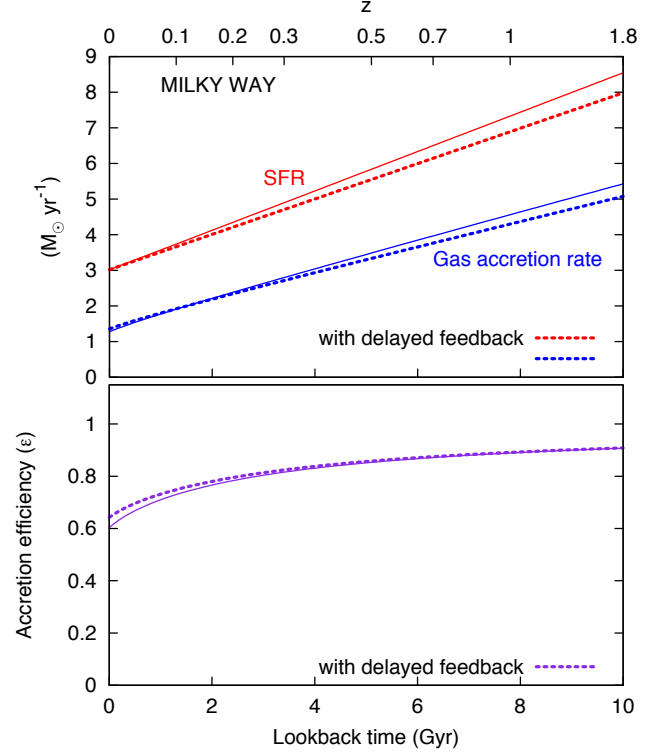 z
0 0.1 0.2 0.3 0.5 0.7 1 1.8
9
MILKY WAY
8
7
6
SFR
5
(M⊙ yr⁻¹)
4
Gas accretion rate
3
2
with delayed feedback
1
0
1
0.8
0.6
Accretion efficiency (ε)
0.4
0.2
with delayed feedback
0
0 2 4 6 8 10
Lookback time (Gyr)